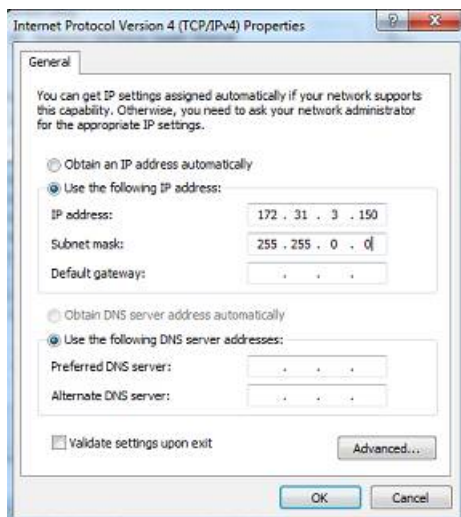 Internet Protocol Version 4 (TCP/IPv4) Properties
General
You can get IP settings assigned automatically if your network supports
this capability. Otherwise, you need to ask your network administrator
for the appropriate IP settings.
Obtain an IP address automatically
Use the following IP address:
IP address: 172 . 31 . 3 . 150
Subnet mask: 255 . 255 . 0 . 0
Default gateway: . . .
Obtain DNS server address automatically
Use the following DNS server addresses:
Preferred DNS server: . . .
Alternate DNS server: . . .
Validate settings upon exit
Advanced...
OK Cancel